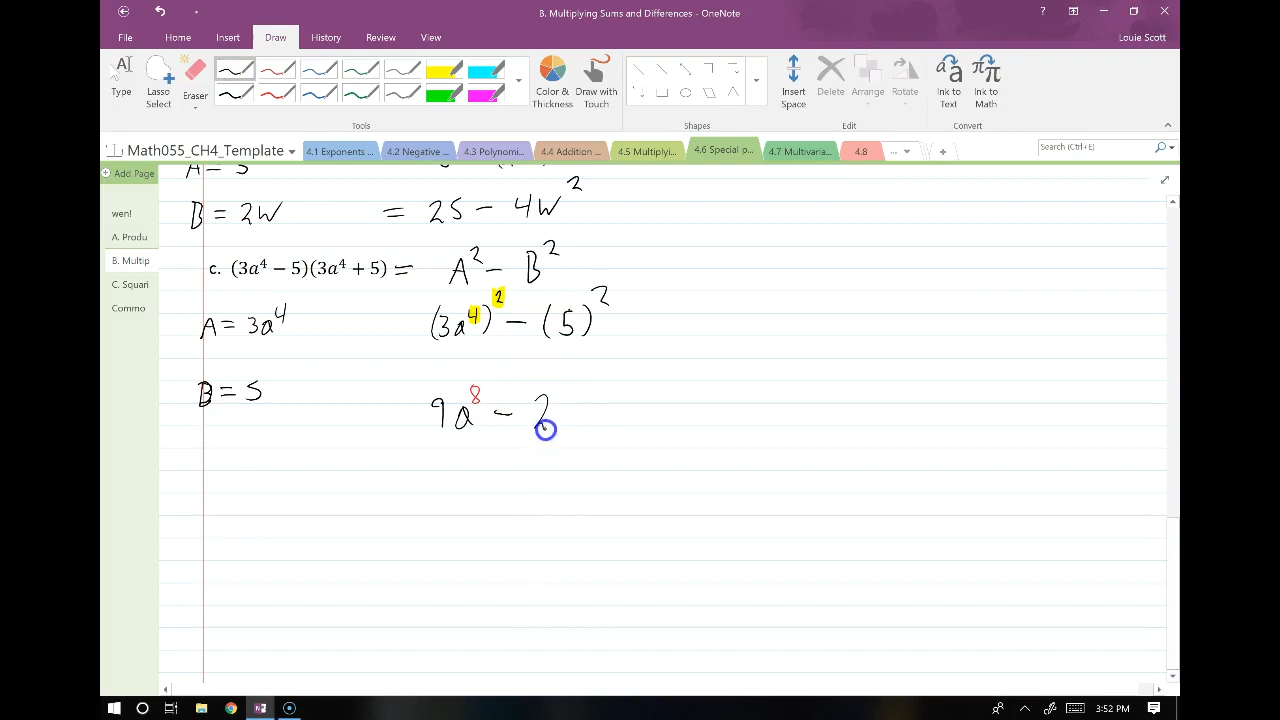 B. Multiplying Sums and Differences - OneNote
?
File Home Insert Draw History Review View
Louie Scott
Type Lasso Select Eraser
Color & Thickness Draw with Touch
Insert Space Delete Arrange Rotate
Ink to Text Ink to Math
Tools Shapes Edit Convert
Math055_CH4_Template
4.1 Exponents ... 4.2 Negative ... 4.3 Polynomi... 4.4 Addition ... 4.5 Multiplyi... 4.6 Special p... 4.7 Multivaria... 4.8 ... +
Search (Ctrl+E)
Add Page
wen!
A. Produ
B. Multip
C. Squari
Commo
A = 5
B = 2W = 25 - 4W²
c. (3a⁴ − 5)(3a⁴ + 5) = A² - B²
A = 3a⁴ (3a⁴)² - (5)²
B = 5 9a⁸ - 2
3:52 PM